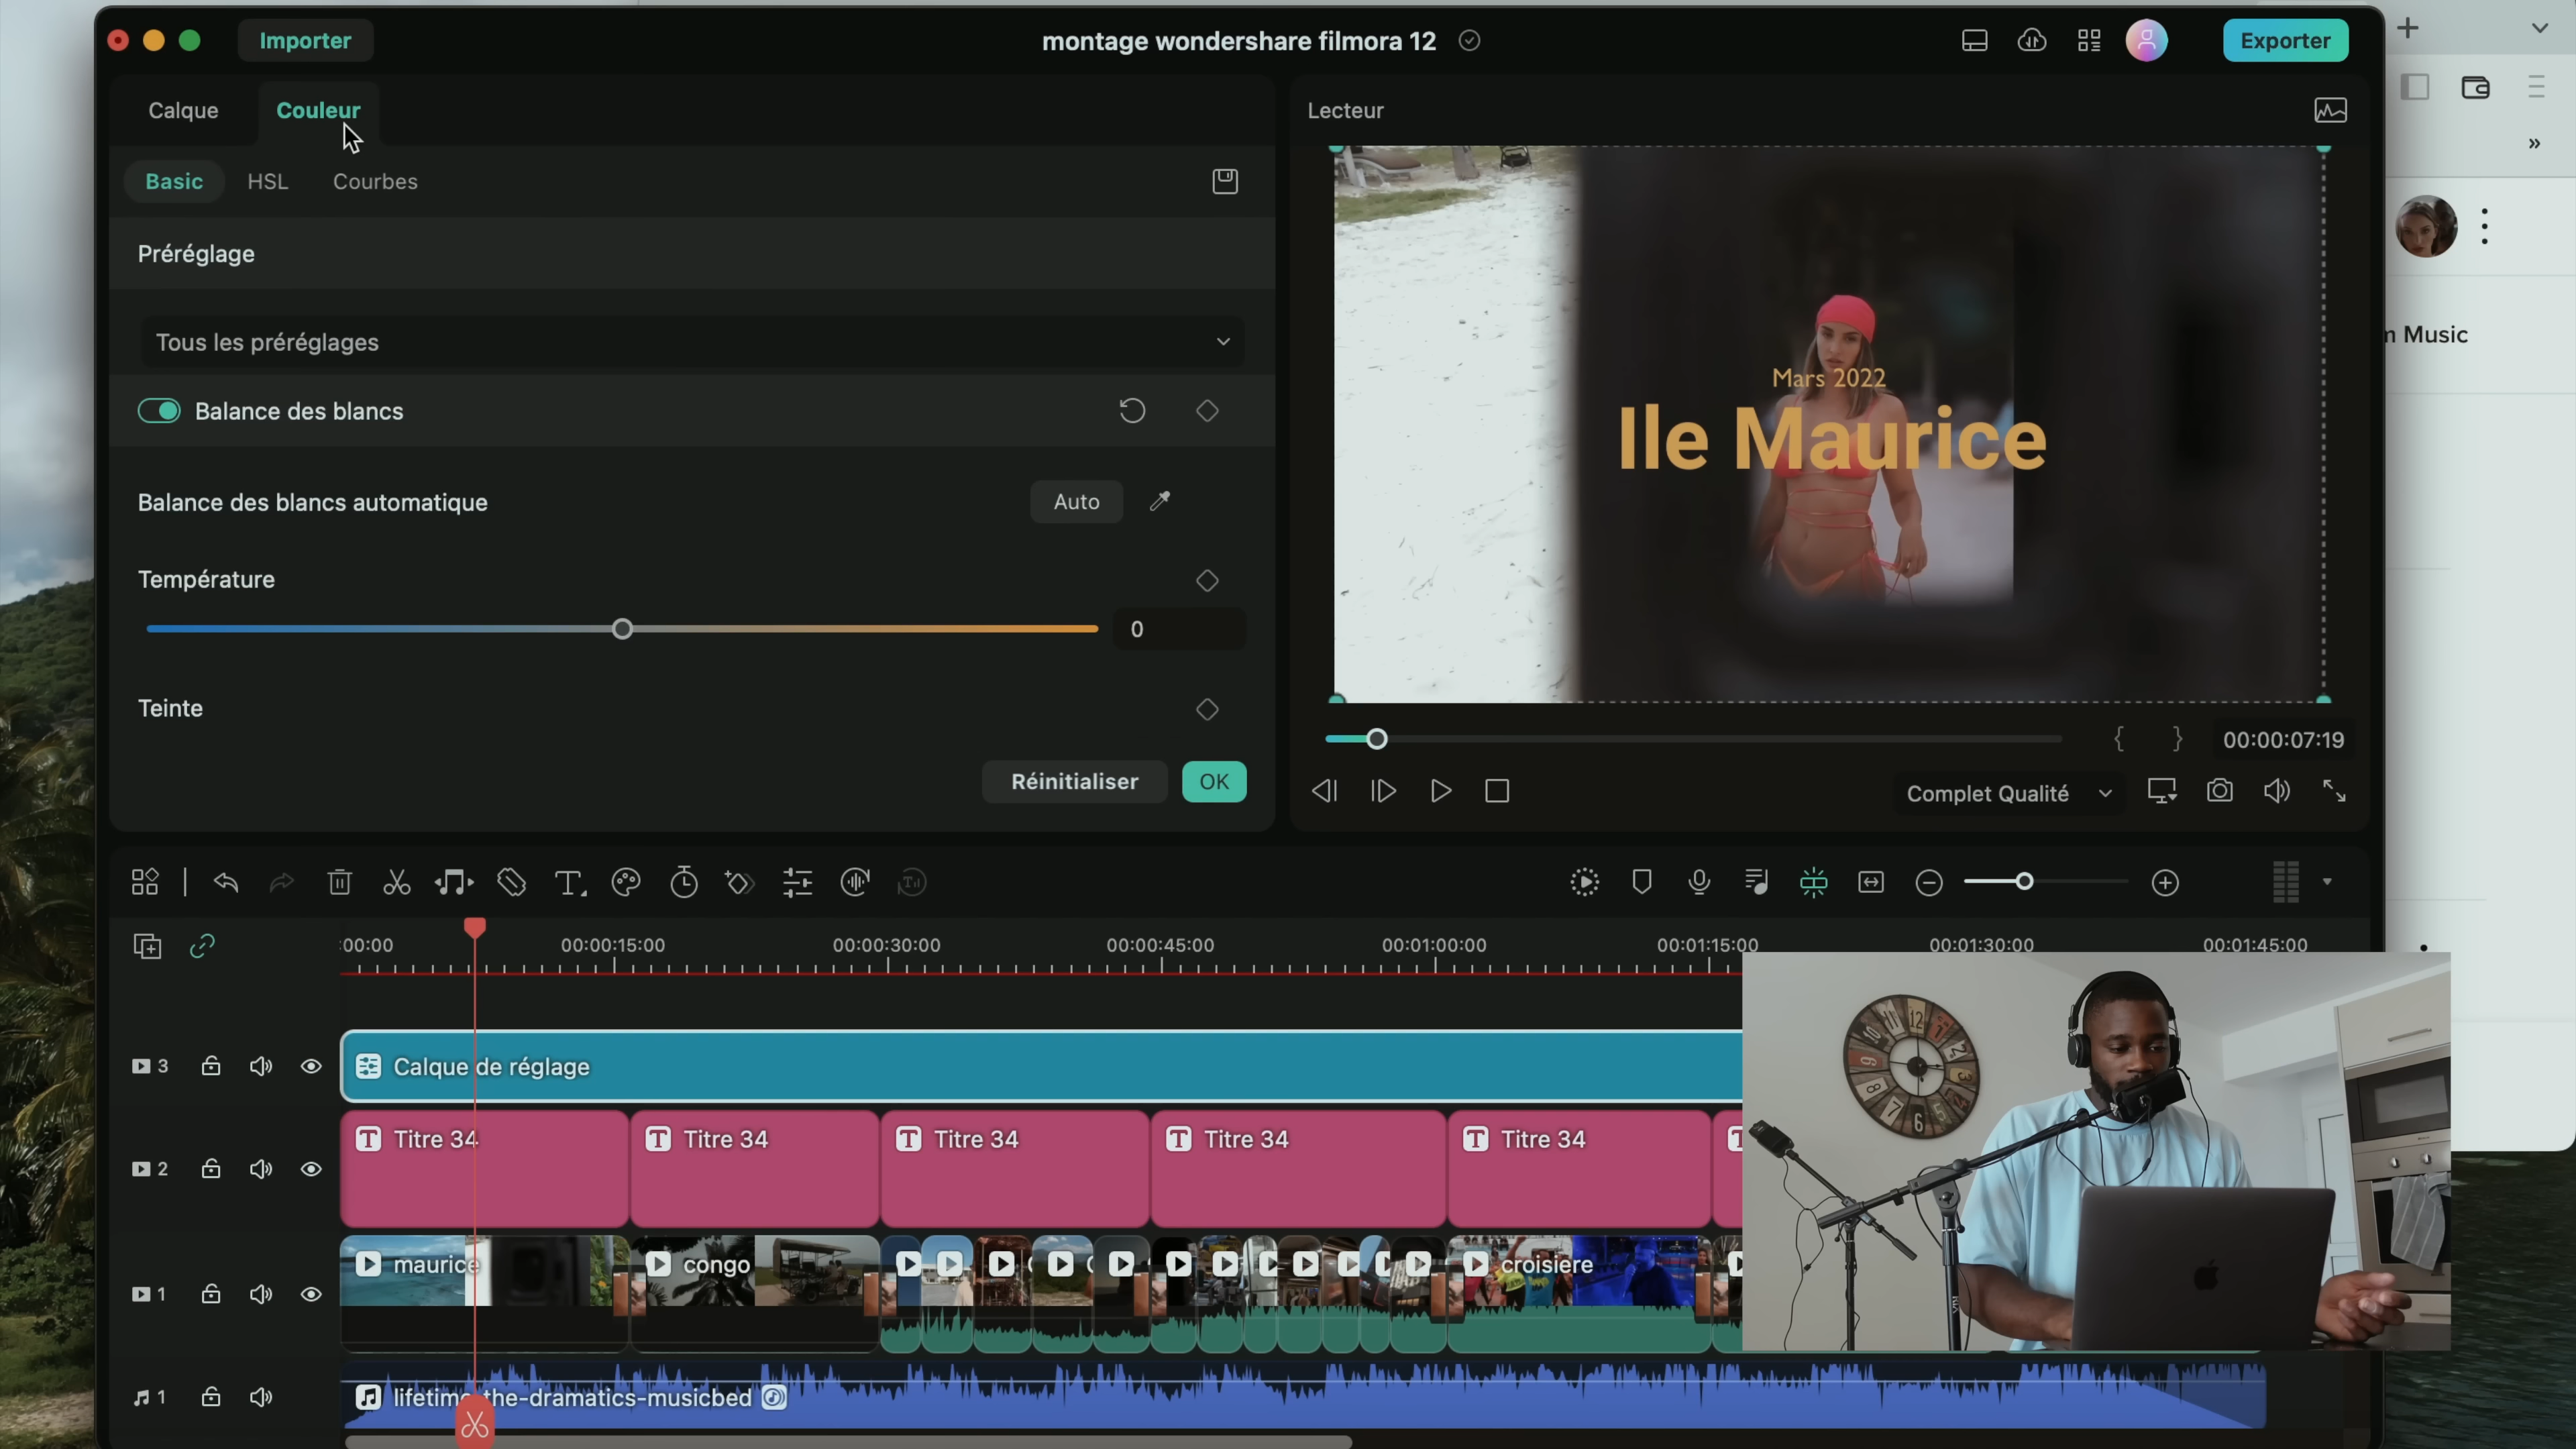 Importer
montage wondershare filmora 12
Exporter
Calque
Couleur
Lecteur
Basic
HSL
Courbes
Préréglage
Tous les préréglages
Balance des blancs
Balance des blancs automatique
Auto
Température
0
Teinte
Réinitialiser
OK
Mars 2022
Ile Maurice
Music
00:00:07:19
Complet Qualité
:00:00
00:00:15:00
00:00:30:00
00:00:45:00
00:01:00:00
00:01:15:00
00:01:30:00
00:01:45:00
3
Calque de réglage
2
Titre 34
Titre 34
Titre 34
Titre 34
Titre 34
1
maurice
congo
croisiere
1
lifetime-the-dramatics-musicbed